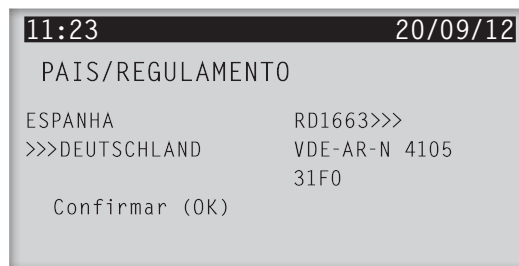 11:23 20/09/12
PAIS/REGULAMENTO
ESPANHA RD1663>>>
>>>DEUTSCHLAND VDE-AR-N 4105
31F0
Confirmar (OK)